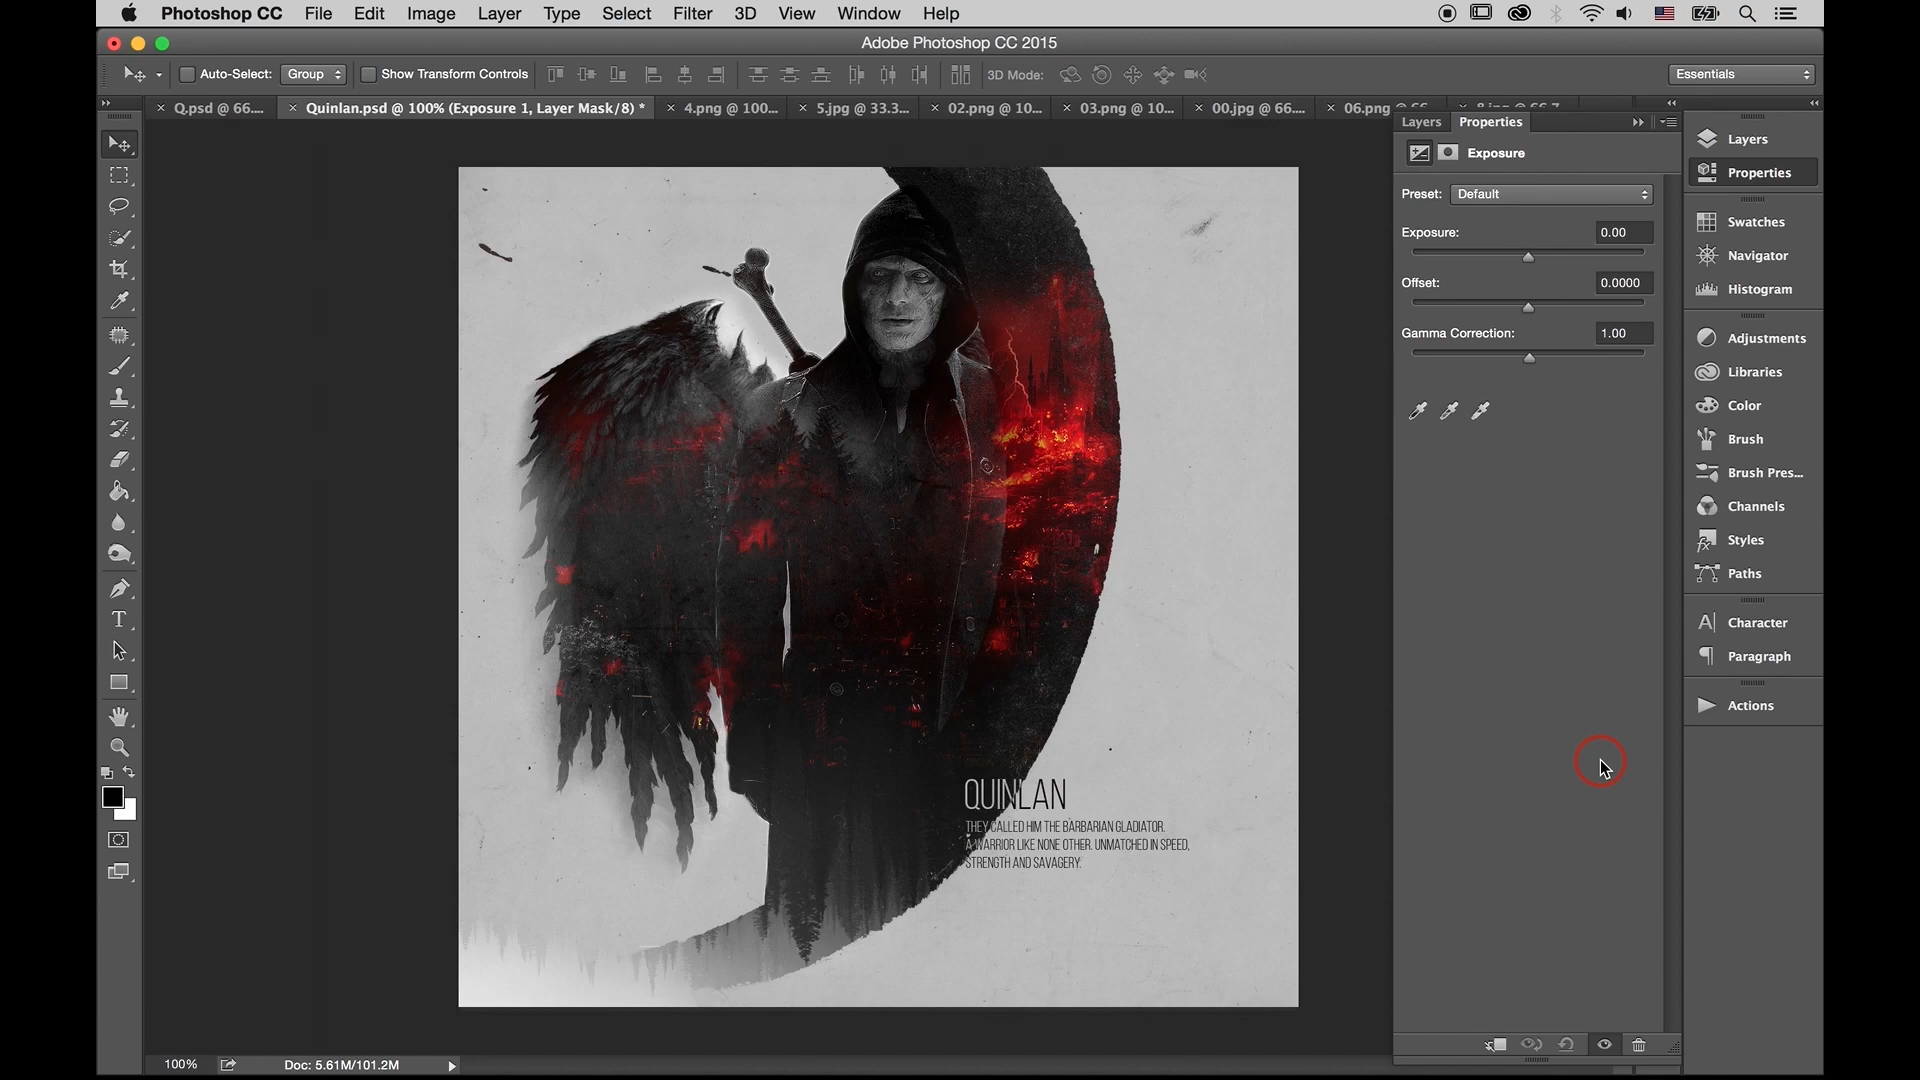 Photoshop CC File Edit Image Layer Type Select Filter 3D View Window Help
Adobe Photoshop CC 2015
Auto-Select: Group Show Transform Controls 3D Mode: Essentials
Q.psd @ 66.... Quinlan.psd @ 100% (Exposure 1, Layer Mask/8) * 4.png @ 100... 5.jpg @ 33.3... 02.png @ 10... 03.png @ 10... 00.jpg @ 66.... 06.png
Layers Properties
Exposure
Preset: Default
Exposure: 0.00
Offset: 0.0000
Gamma Correction: 1.00
Layers
Properties
Swatches
Navigator
Histogram
Adjustments
Libraries
Color
Brush
Brush Pres...
Channels
Styles
Paths
Character
Paragraph
Actions
QUINLAN
THEY CALLED HIM THE BARBARIAN GLADIATOR.
A WARRIOR LIKE NONE OTHER. UNMATCHED IN SPEED,
STRENGTH AND SAVAGERY.
100% Doc: 5.61M/101.2M